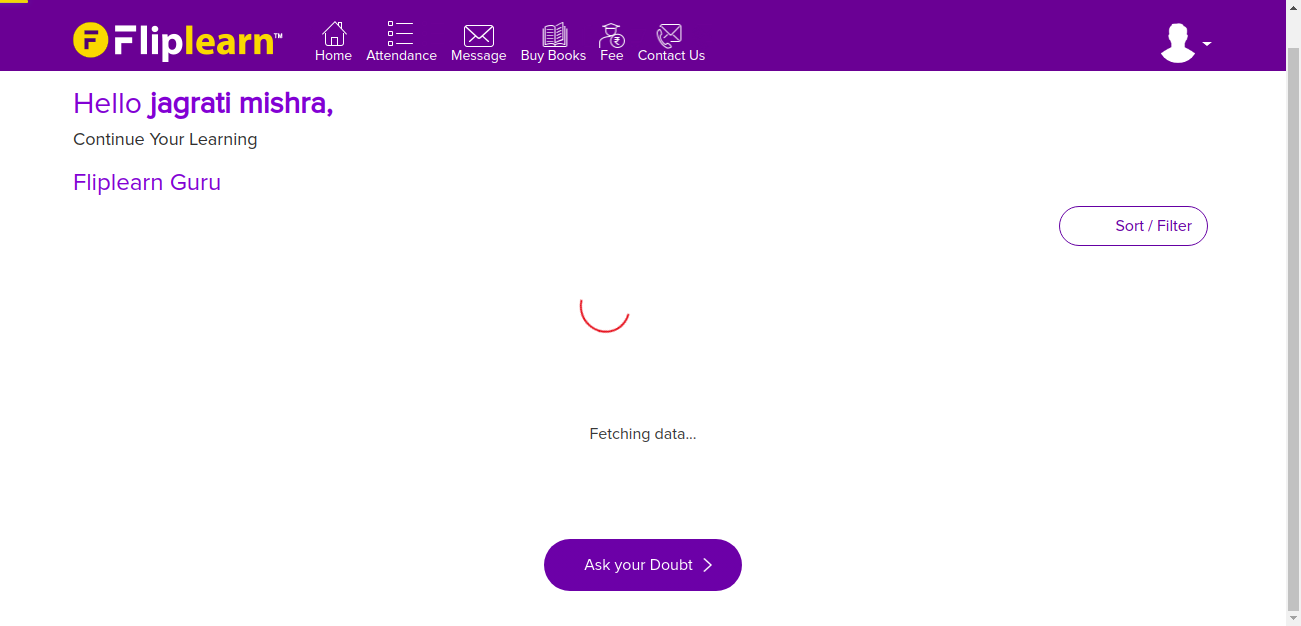 Fliplearn™
Home Attendance Message Buy Books Fee Contact Us
Hello jagrati mishra,
Continue Your Learning
Fliplearn Guru
Sort / Filter
Fetching data...
Ask your Doubt